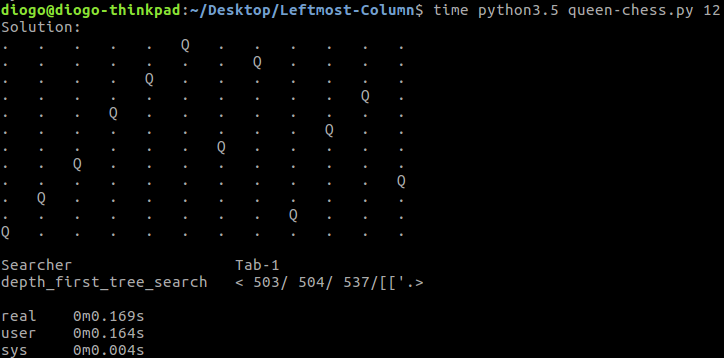 diogo@diogo-thinkpad:~/Desktop/Leftmost-Column$ time python3.5 queen-chess.py 12
Solution:
. . . . . Q . . . . . .
. . . . . . . Q . . . .
. . . . Q . . . . . . .
. . . . . . . . . . Q .
. . . Q . . . . . . . .
. . . . . . . . . Q . .
. . . . . . Q . . . . .
. . Q . . . . . . . . .
. . . . . . . . . . . Q
. Q . . . . . . . . . .
. . . . . . . . Q . . .
Q . . . . . . . . . . .
Searcher Tab-1
depth_first_tree_search < 503/ 504/ 537/[['.>
real 0m0.169s
user 0m0.164s
sys 0m0.004s